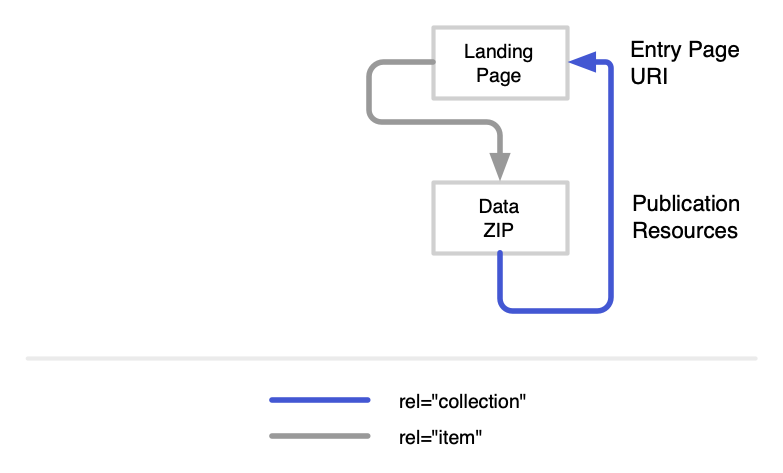 Landing
Page
Entry Page
URI
Data
ZIP
Publication
Resources
rel="collection"
rel="item"